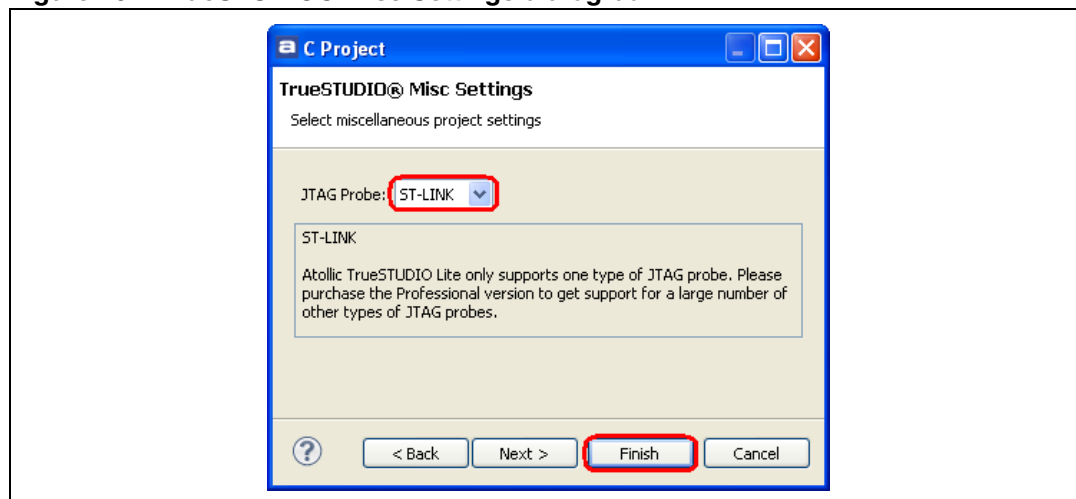 C Project
TrueSTUDIO® Misc Settings
Select miscellaneous project settings
JTAG Probe: ST-LINK
ST-LINK
Atollic TrueSTUDIO Lite only supports one type of JTAG probe. Please
purchase the Professional version to get support for a large number of
other types of JTAG probes.
< Back Next > Finish Cancel